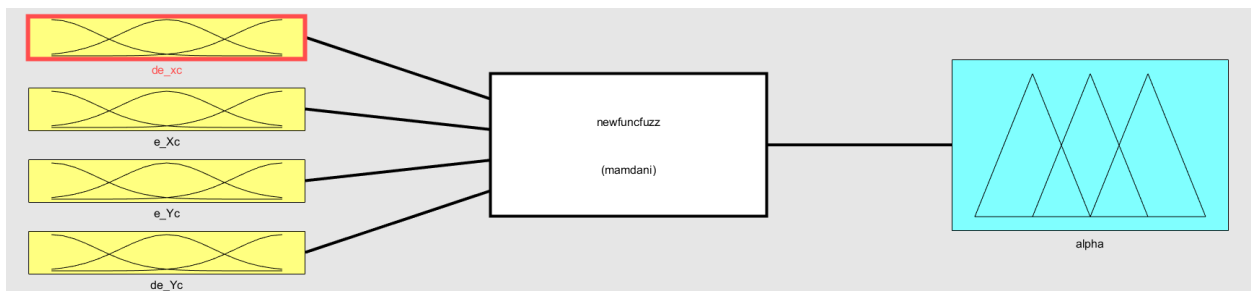 de_xc
e_Xc
e_Yc
de_Yc
newfuncfuzz
(mamdani)
alpha